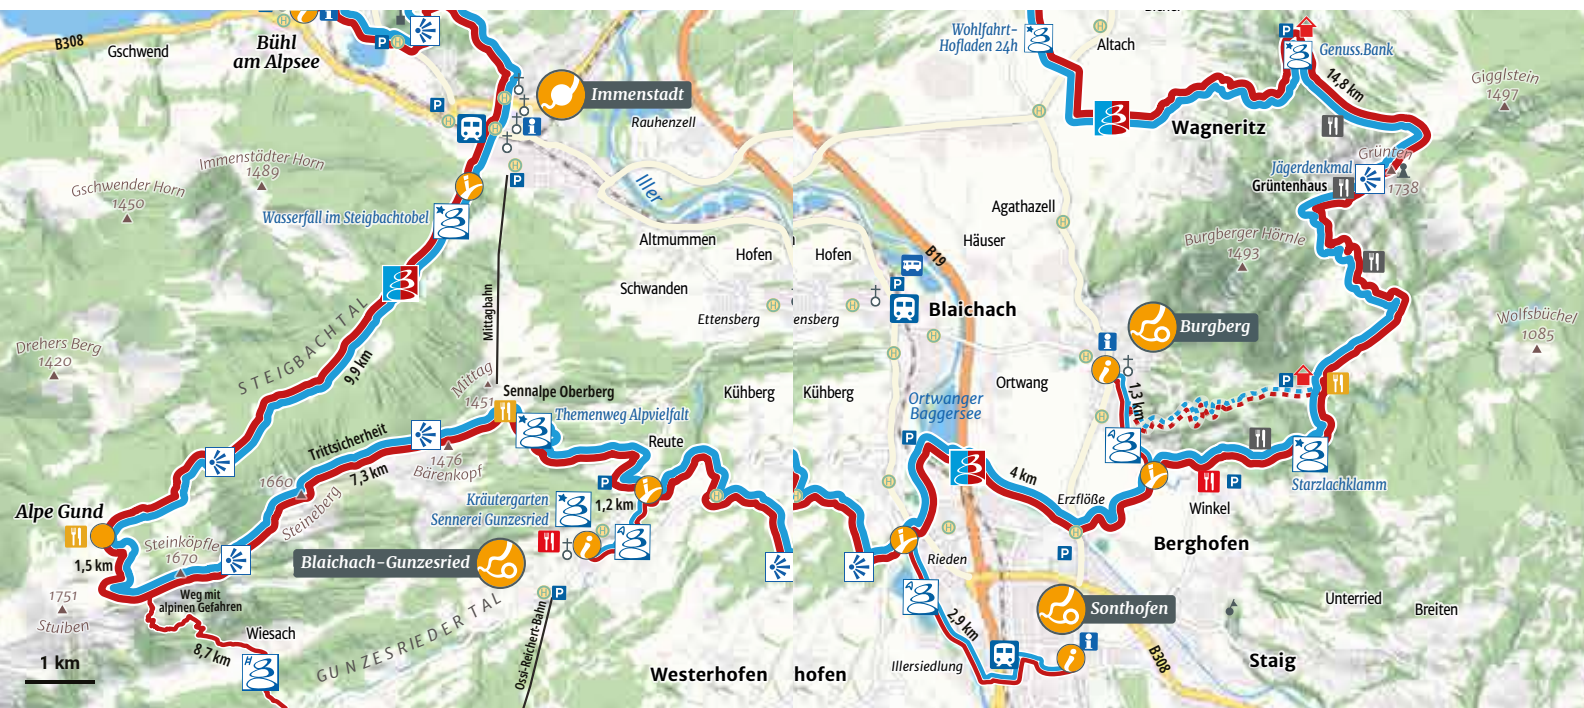 B308
Gschwend
Bühl
am Alpsee
Immenstadt
Rauhenzell
Iller
Immenstädter Horn
1489
Gschwender Horn
1450
Wasserfall im Steigbachtobel
Altmummen
Hofen
Schwanden
Ettensberg
Mittagbahn
STEIGBACHTAL
9,9 km
Drehers Berg
1420
Mittag
1451
Sennalpe Oberberg
Themenweg Alpvielfalt
Kühberg
Reute
Trittsicherheit
7,3 km
1476
Bärenkopf
1660
Steineberg
Kräutergarten
Sennerei Gunzesried
1,2 km
Alpe Gund
Steinköpfle
1670
1,5 km
Blaichach-Gunzesried
Weg mit
alpinen Gefahren
1751
Stuiben
Wiesach
8,7 km
GUNZESRIEDER TAL
Ossi-Reichert-Bahn
1 km
Westerhofen
Wohlfahrt-
Hofladen 24h
Altach
Genuss.Bank
14,8 km
Gigglstein
1497
Wagneritz
Grünten
1738
Jägerdenkmal
Grüntenhaus
Agathazell
Häuser
Burgberger Hörnle
1493
Hofen
B19
ensberg
Blaichach
Burgberg
Wolfsbüchel
1085
Kühberg
Ortwang
Ortwanger
Baggersee
1,3 km
4 km
Erzflöße
Starzlachklamm
Winkel
Berghofen
Rieden
2,9 km
Sonthofen
Illersiedlung
Unterried
Breiten
B308
Staig
hofen